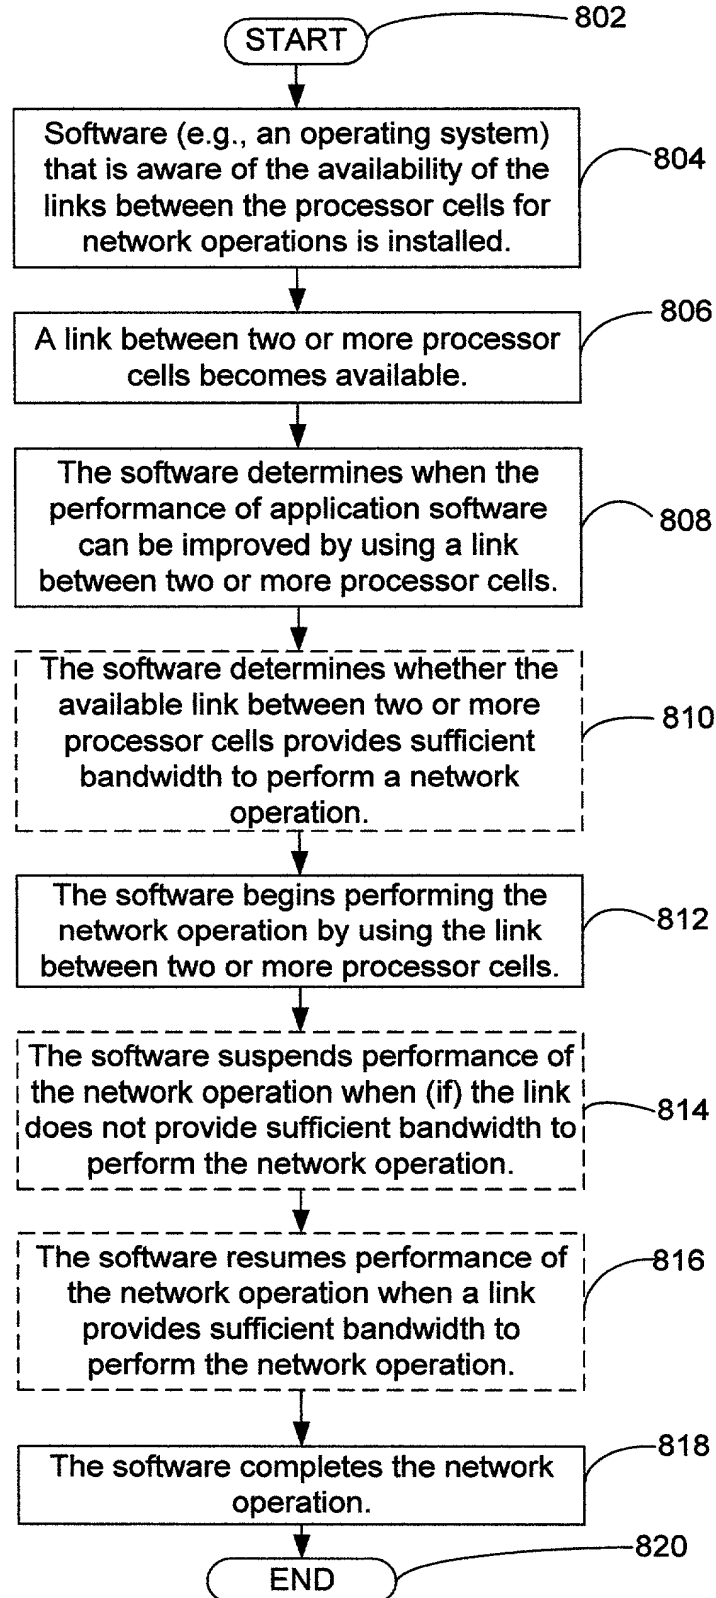 START
802
Software (e.g., an operating system)
that is aware of the availability of the
links between the processor cells for
network operations is installed.
804
A link between two or more processor
cells becomes available.
806
The software determines when the
performance of application software
can be improved by using a link
between two or more processor cells.
808
The software determines whether the
available link between two or more
processor cells provides sufficient
bandwidth to perform a network
operation.
810
The software begins performing the
network operation by using the link
between two or more processor cells.
812
The software suspends performance of
the network operation when (if) the link
does not provide sufficient bandwidth to
perform the network operation.
814
The software resumes performance of
the network operation when a link
provides sufficient bandwidth to
perform the network operation.
816
The software completes the network
operation.
818
END
820